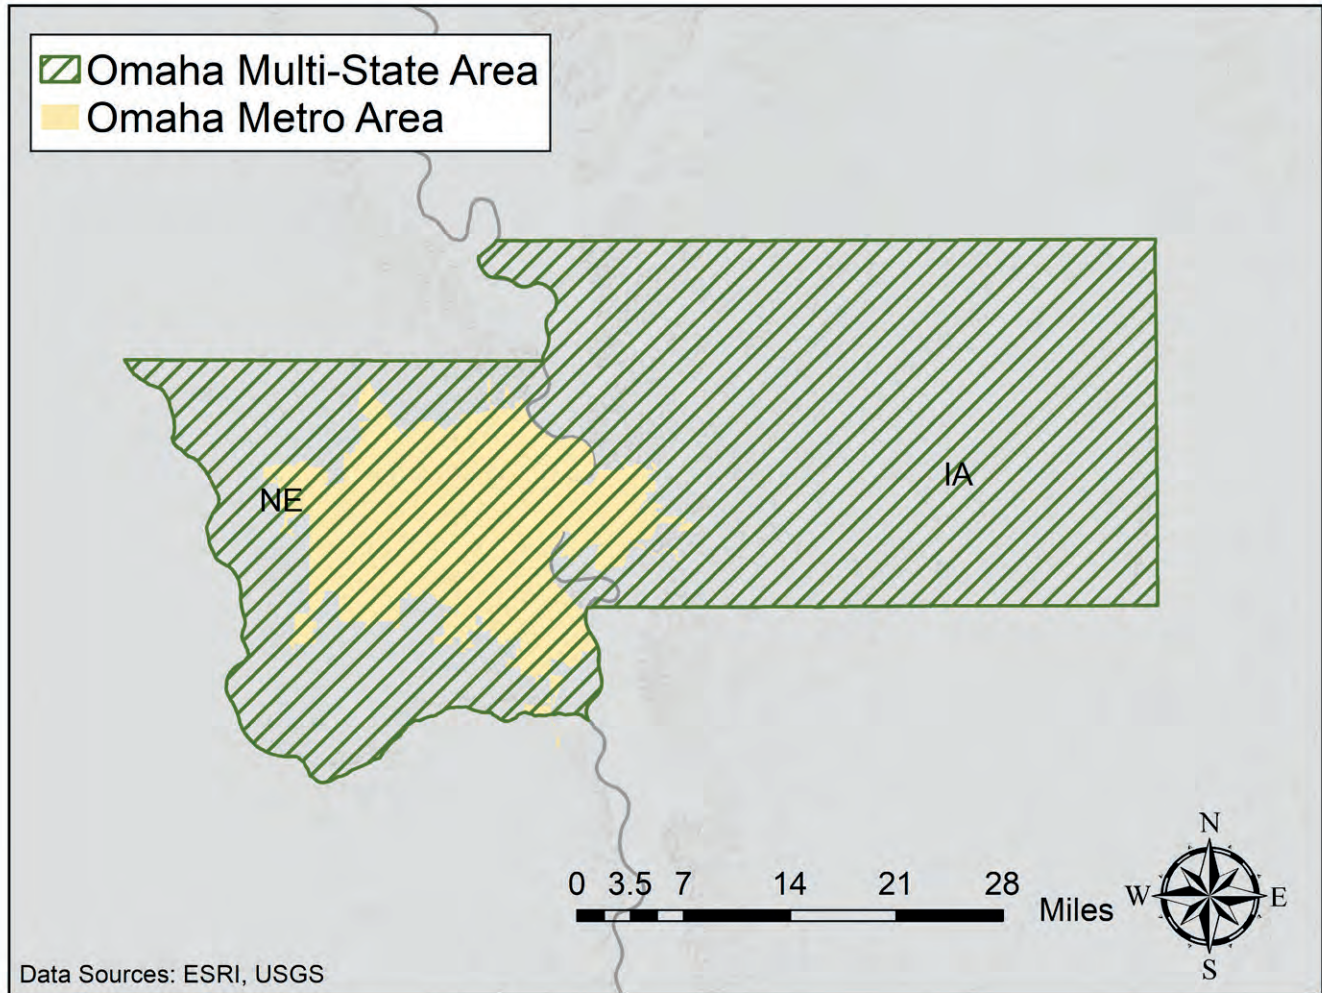 Omaha Multi-State Area
Omaha Metro Area
IA
NE
N
W E
S
0 3.5 7 14 21 28 Miles
Data Sources: ESRI, USGS